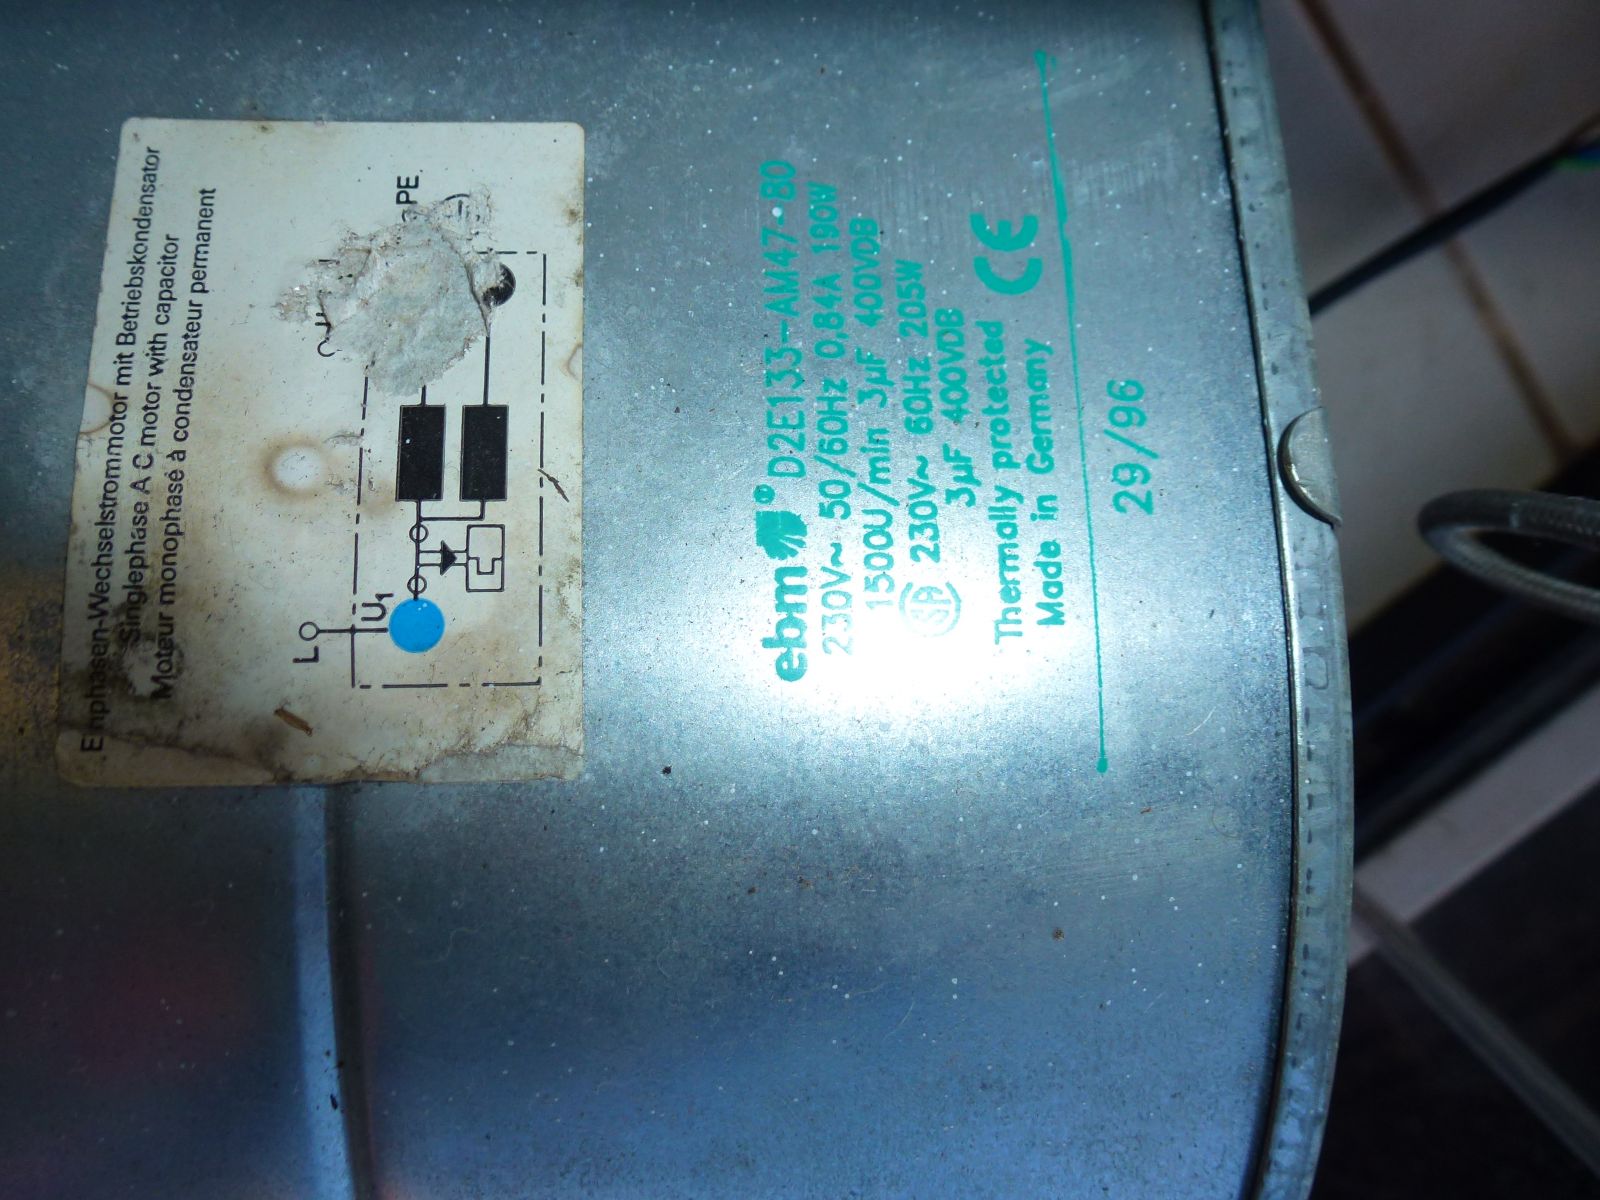 Einphasen-Wechselstrommotor mit Betriebskondensator
Singlephase A C motor with capacitor
Moteur monophasé à condensateur permanent
L
PE
U1
ebm ® D2E133-AM47-B0
230V~ 50/60Hz 0,84A 190W
1500U/min 3µF 400VDB
230V~ 60Hz 205W
3µF 400VDB
Thermally protected CE
Made in Germany
29/96